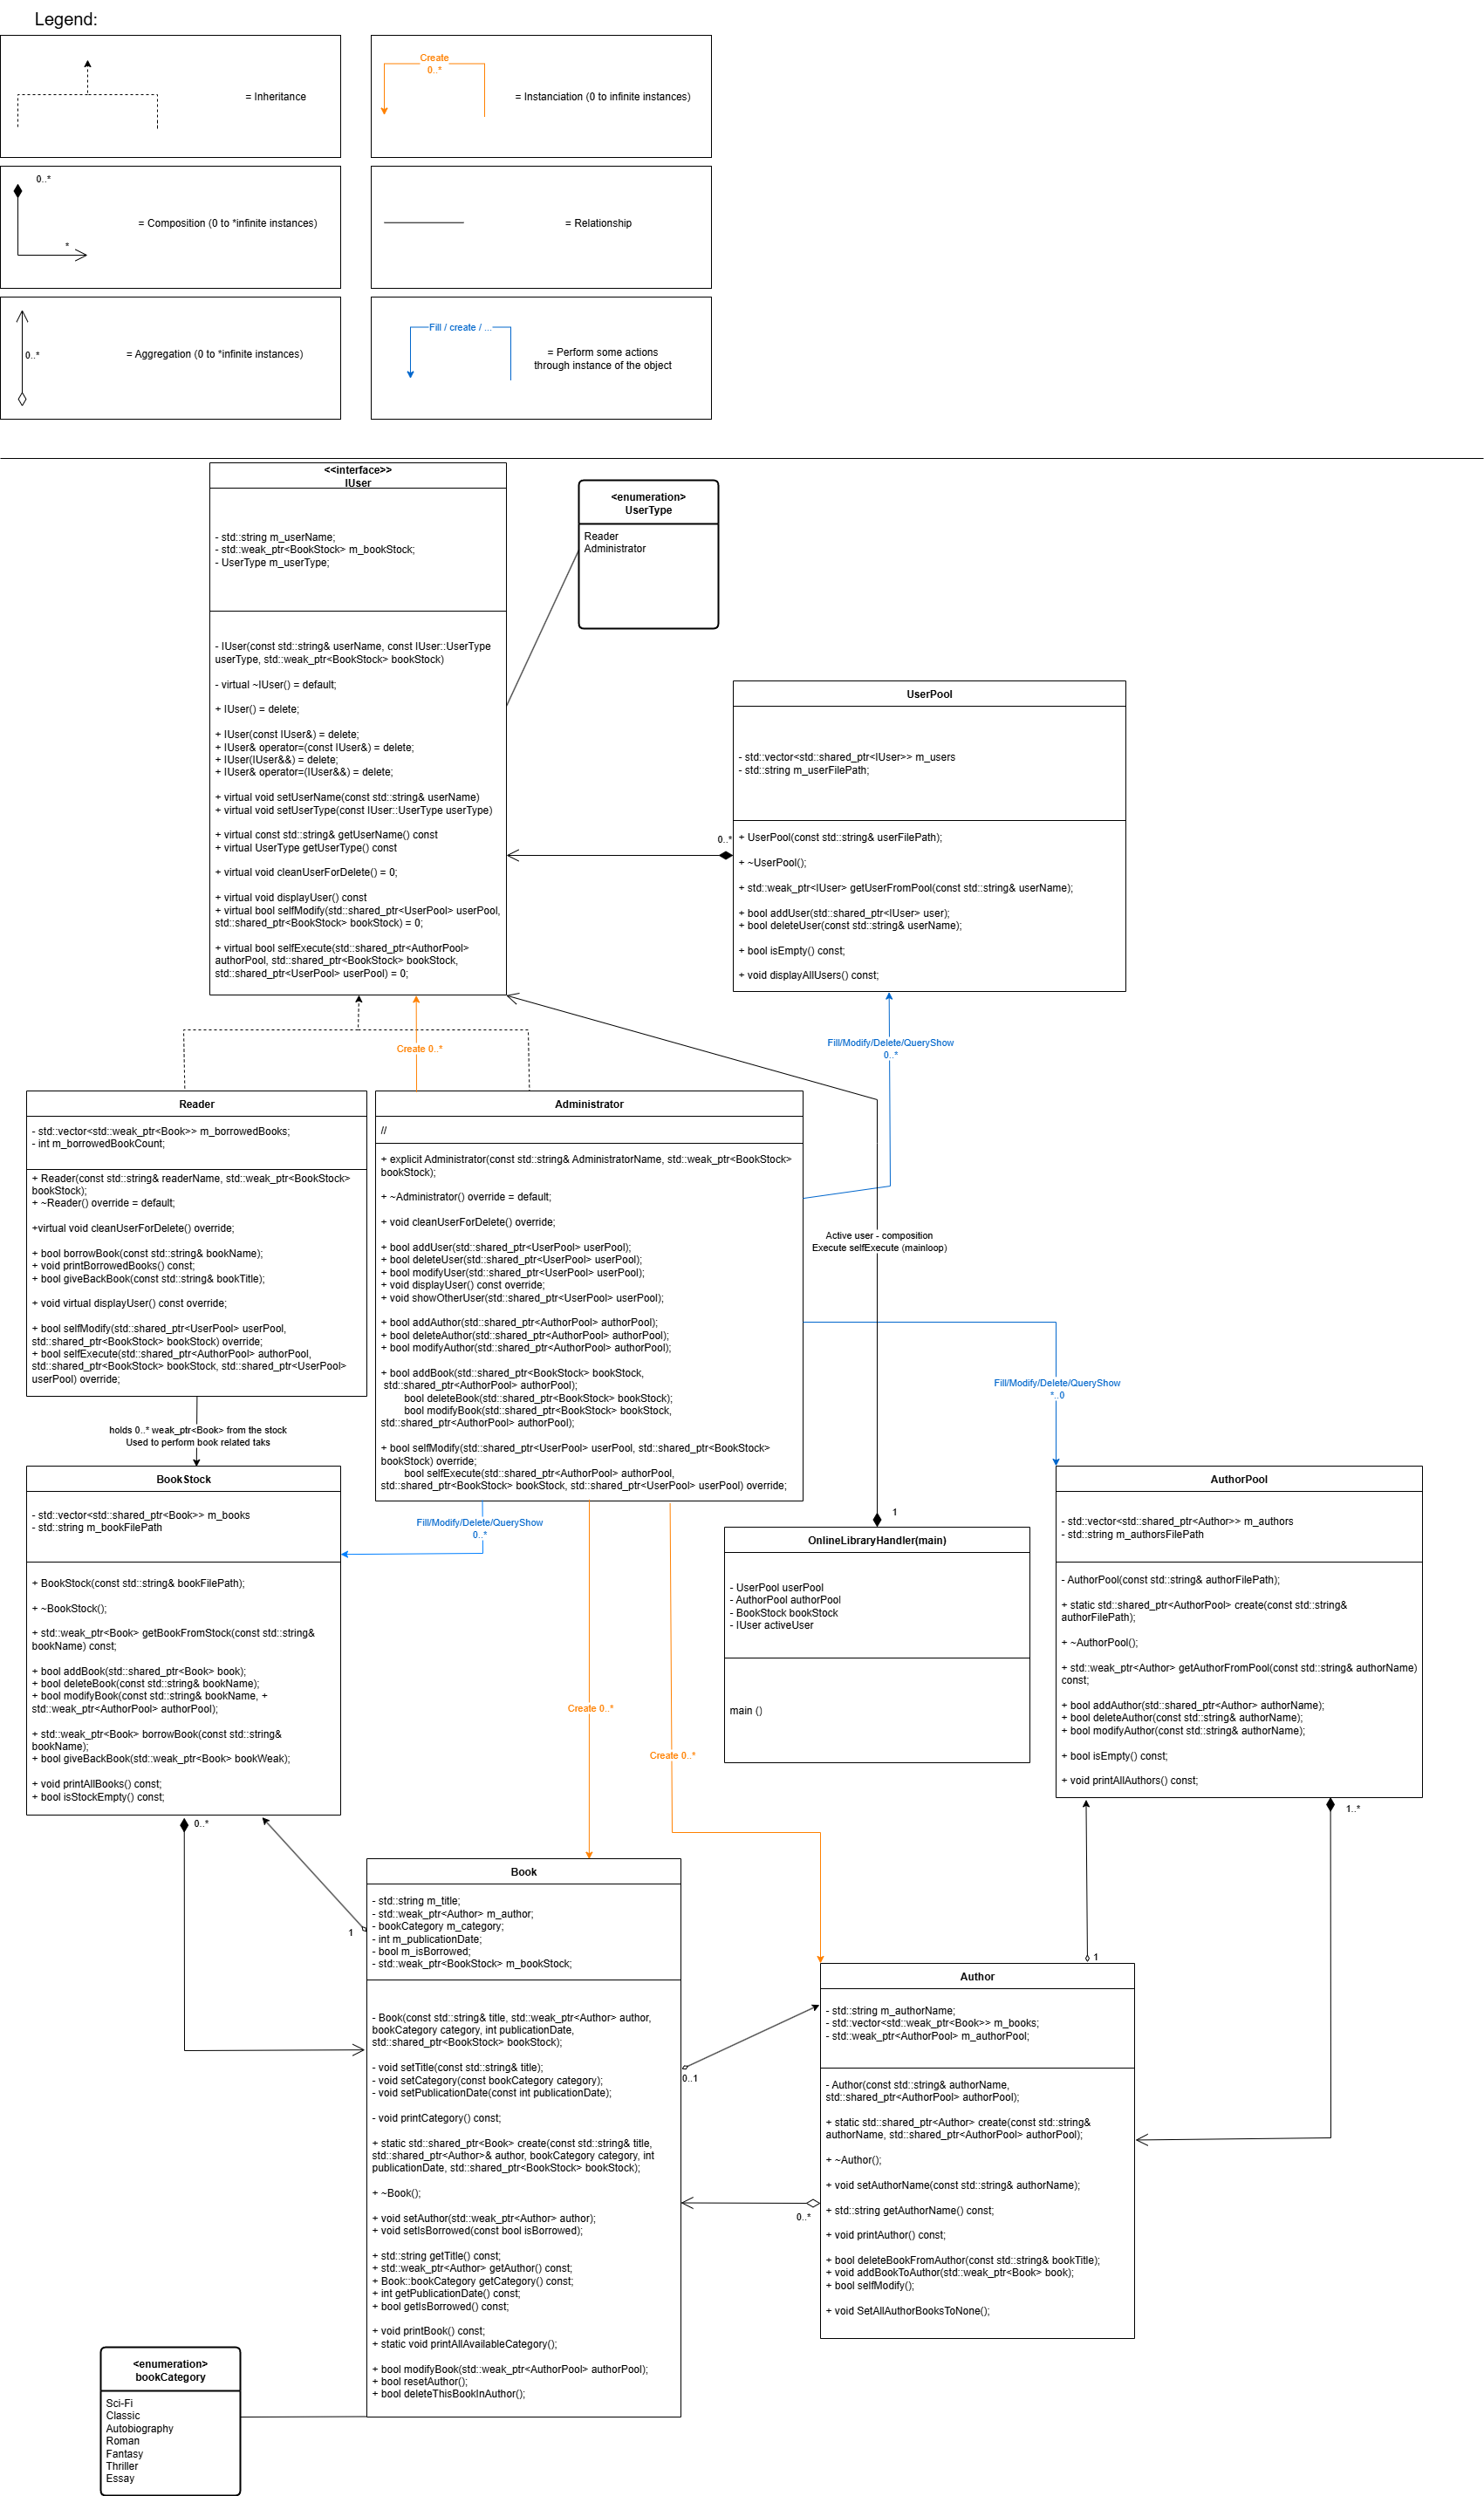 Legend:
= Inheritance
Create
0..*
= Instanciation (0 to infinite instances)
0..*
*
= Composition (0 to *infinite instances)
= Relationship
0..*
= Aggregation (0 to *infinite instances)
Fill / create / ...
= Perform some actions
through instance of the object
<<interface>>
IUser
- std::string m_userName;
- std::weak_ptr<BookStock> m_bookStock;
- UserType m_userType;
- IUser(const std::string& userName, const IUser::UserType
userType, std::weak_ptr<BookStock> bookStock)
- virtual ~IUser() = default;
+ IUser() = delete;
+ IUser(const IUser&) = delete;
+ IUser& operator=(const IUser&) = delete;
+ IUser(IUser&&) = delete;
+ IUser& operator=(IUser&&) = delete;
+ virtual void setUserName(const std::string& userName)
+ virtual void setUserType(const IUser::UserType userType)
+ virtual const std::string& getUserName() const
+ virtual UserType getUserType() const
+ virtual void cleanUserForDelete() = 0;
+ virtual void displayUser() const
+ virtual bool selfModify(std::shared_ptr<UserPool> userPool,
std::shared_ptr<BookStock> bookStock) = 0;
+ virtual bool selfExecute(std::shared_ptr<AuthorPool>
authorPool, std::shared_ptr<BookStock> bookStock,
std::shared_ptr<UserPool> userPool) = 0;
<enumeration>
UserType
Reader
Administrator
UserPool
- std::vector<std::shared_ptr<IUser>> m_users
- std::string m_userFilePath;
0..*
+ UserPool(const std::string& userFilePath);
+ ~UserPool();
+ std::weak_ptr<IUser> getUserFromPool(const std::string& userName);
+ bool addUser(std::shared_ptr<IUser> user);
+ bool deleteUser(const std::string& userName);
+ bool isEmpty() const;
+ void displayAllUsers() const;
Create 0..*
Fill/Modify/Delete/QueryShow
0..*
Reader
- std::vector<std::weak_ptr<Book>> m_borrowedBooks;
- int m_borrowedBookCount;
+ Reader(const std::string& readerName, std::weak_ptr<BookStock>
bookStock);
+ ~Reader() override = default;
+virtual void cleanUserForDelete() override;
+ bool borrowBook(const std::string& bookName);
+ void printBorrowedBooks() const;
+ bool giveBackBook(const std::string& bookTitle);
+ void virtual displayUser() const override;
+ bool selfModify(std::shared_ptr<UserPool> userPool,
std::shared_ptr<BookStock> bookStock) override;
+ bool selfExecute(std::shared_ptr<AuthorPool> authorPool,
std::shared_ptr<BookStock> bookStock, std::shared_ptr<UserPool>
userPool) override;
Administrator
//
+ explicit Administrator(const std::string& AdministratorName, std::weak_ptr<BookStock>
bookStock);
+ ~Administrator() override = default;
+ void cleanUserForDelete() override;
+ bool addUser(std::shared_ptr<UserPool> userPool);
+ bool deleteUser(std::shared_ptr<UserPool> userPool);
+ bool modifyUser(std::shared_ptr<UserPool> userPool);
+ void displayUser() const override;
+ void showOtherUser(std::shared_ptr<UserPool> userPool);
+ bool addAuthor(std::shared_ptr<AuthorPool> authorPool);
+ bool deleteAuthor(std::shared_ptr<AuthorPool> authorPool);
+ bool modifyAuthor(std::shared_ptr<AuthorPool> authorPool);
+ bool addBook(std::shared_ptr<BookStock> bookStock,
std::shared_ptr<AuthorPool> authorPool);
bool deleteBook(std::shared_ptr<BookStock> bookStock);
bool modifyBook(std::shared_ptr<BookStock> bookStock,
std::shared_ptr<AuthorPool> authorPool);
+ bool selfModify(std::shared_ptr<UserPool> userPool, std::shared_ptr<BookStock>
bookStock) override;
bool selfExecute(std::shared_ptr<AuthorPool> authorPool,
std::shared_ptr<BookStock> bookStock, std::shared_ptr<UserPool> userPool) override;
Active user - composition
Execute selfExecute (mainloop)
Fill/Modify/Delete/QueryShow
*..0
holds 0..* weak_ptr<Book> from the stock
Used to perform book related taks
BookStock
- std::vector<std::shared_ptr<Book>> m_books
- std::string m_bookFilePath
+ BookStock(const std::string& bookFilePath);
+ ~BookStock();
+ std::weak_ptr<Book> getBookFromStock(const std::string&
bookName) const;
+ bool addBook(std::shared_ptr<Book> book);
+ bool deleteBook(const std::string& bookName);
+ bool modifyBook(const std::string& bookName, +
std::weak_ptr<AuthorPool> authorPool);
+ std::weak_ptr<Book> borrowBook(const std::string&
bookName);
+ bool giveBackBook(std::weak_ptr<Book> bookWeak);
+ void printAllBooks() const;
+ bool isStockEmpty() const;
Fill/Modify/Delete/QueryShow
0..*
Create 0..*
Create 0..*
1
OnlineLibraryHandler(main)
- UserPool userPool
- AuthorPool authorPool
- BookStock bookStock
- IUser activeUser
main ()
AuthorPool
- std::vector<std::shared_ptr<Author>> m_authors
- std::string m_authorsFilePath
- AuthorPool(const std::string& authorFilePath);
+ static std::shared_ptr<AuthorPool> create(const std::string&
authorFilePath);
+ ~AuthorPool();
+ std::weak_ptr<Author> getAuthorFromPool(const std::string& authorName)
const;
+ bool addAuthor(std::shared_ptr<Author> authorName);
+ bool deleteAuthor(const std::string& authorName);
+ bool modifyAuthor(const std::string& authorName);
+ bool isEmpty() const;
+ void printAllAuthors() const;
0..*
1..*
1
Book
- std::string m_title;
- std::weak_ptr<Author> m_author;
- bookCategory m_category;
- int m_publicationDate;
- bool m_isBorrowed;
- std::weak_ptr<BookStock> m_bookStock;
- Book(const std::string& title, std::weak_ptr<Author> author,
bookCategory category, int publicationDate,
std::shared_ptr<BookStock> bookStock);
- void setTitle(const std::string& title);
- void setCategory(const bookCategory category);
- void setPublicationDate(const int publicationDate);
- void printCategory() const;
+ static std::shared_ptr<Book> create(const std::string& title,
std::shared_ptr<Author>& author, bookCategory category, int
publicationDate, std::shared_ptr<BookStock> bookStock);
+ ~Book();
+ void setAuthor(std::weak_ptr<Author> author);
+ void setIsBorrowed(const bool isBorrowed);
+ std::string getTitle() const;
+ std::weak_ptr<Author> getAuthor() const;
+ Book::bookCategory getCategory() const;
+ int getPublicationDate() const;
+ bool getIsBorrowed() const;
+ void printBook() const;
+ static void printAllAvailableCategory();
+ bool modifyBook(std::weak_ptr<AuthorPool> authorPool);
+ bool resetAuthor();
+ bool deleteThisBookInAuthor();
0..1
0..*
1
Author
- std::string m_authorName;
- std::vector<std::weak_ptr<Book>> m_books;
- std::weak_ptr<AuthorPool> m_authorPool;
- Author(const std::string& authorName,
std::shared_ptr<AuthorPool> authorPool);
+ static std::shared_ptr<Author> create(const std::string&
authorName, std::shared_ptr<AuthorPool> authorPool);
+ ~Author();
+ void setAuthorName(const std::string& authorName);
+ std::string getAuthorName() const;
+ void printAuthor() const;
+ bool deleteBookFromAuthor(const std::string& bookTitle);
+ void addBookToAuthor(std::weak_ptr<Book> book);
+ bool selfModify();
+ void SetAllAuthorBooksToNone();
<enumeration>
bookCategory
Sci-Fi
Classic
Autobiography
Roman
Fantasy
Thriller
Essay